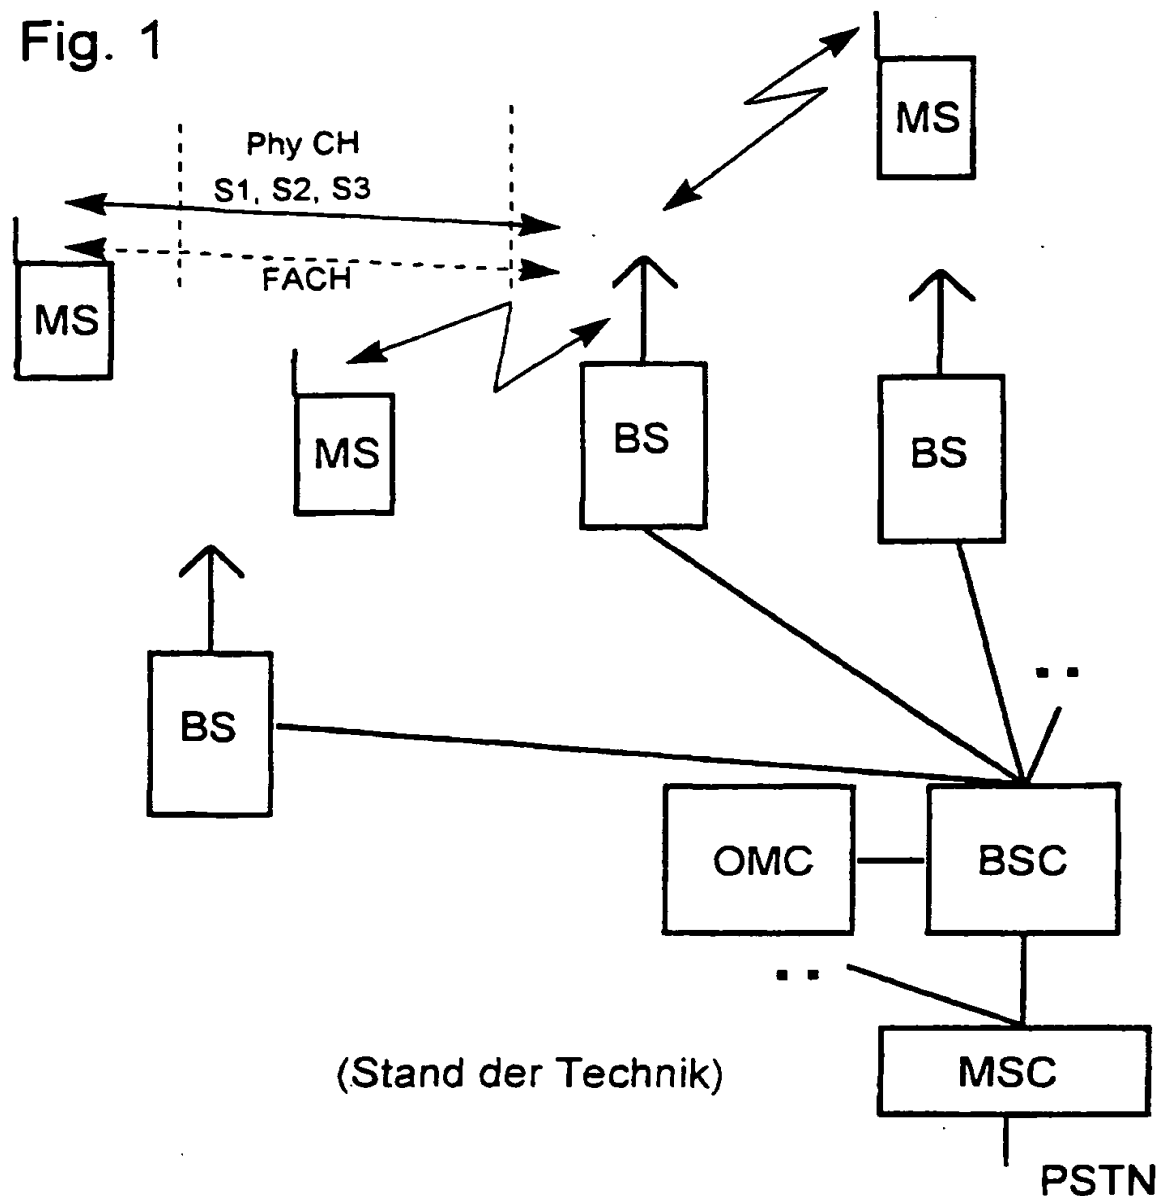 Fig. 1
MS
Phy CH
S1, S2, S3
FACH
MS
MS
BS
BS
BS
OMC
BSC
(Stand der Technik)
MSC
PSTN